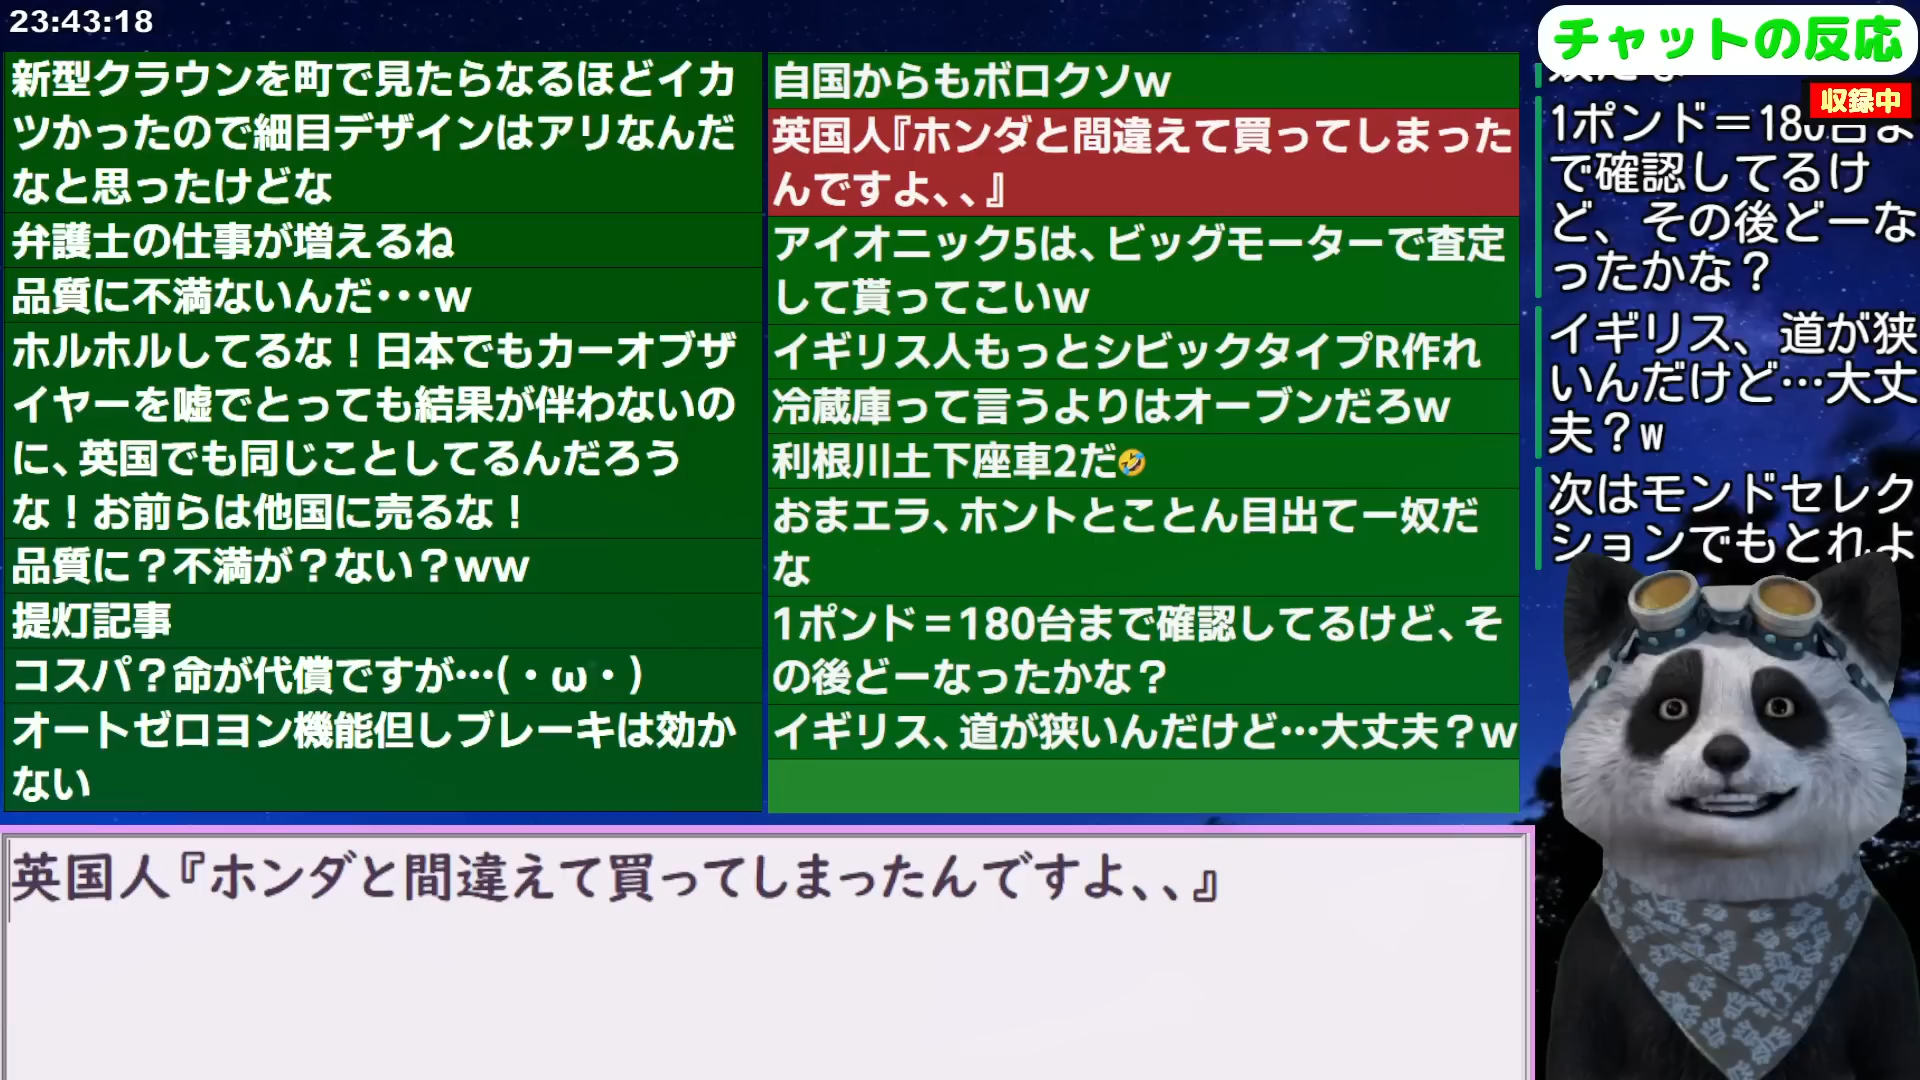 23:43:18
新型クラウンを町で見たらなるほどイカ
ツかったので細目デザインはアリなんだ
なと思ったけどな
弁護士の仕事が増えるね
品質に不満ないんだ･･･w
ホルホルしてるな！日本でもカーオブザ
イヤーを嘘でとっても結果が伴わないの
に、英国でも同じことしてるんだろう
な！お前らは他国に売るな！
品質に？不満が？ない？ww
提灯記事
コスパ？命が代償ですが…(・ω・)
オートゼロヨン機能但しブレーキは効か
ない
自国からもボロクソw
英国人『ホンダと間違えて買ってしまった
んですよ、、』
アイオニック5は、ビッグモーターで査定
して貰ってこいw
イギリス人もっとシビックタイプR作れ
冷蔵庫って言うよりはオーブンだろw
利根川土下座車2だ🤣
おまエラ、ホントとことん目出てー奴だ
な
1ポンド＝180台まで確認してるけど、そ
の後どーなったかな？
イギリス、道が狭いんだけど…大丈夫？w
チャットの反応
収録中
1ポンド＝180台ま
で確認してるけ
ど、その後どーな
ったかな？
イギリス、道が狭
いんだけど…大丈
夫？w
次はモンドセレク
ションでもとれよ
英国人『ホンダと間違えて買ってしまったんですよ、、』